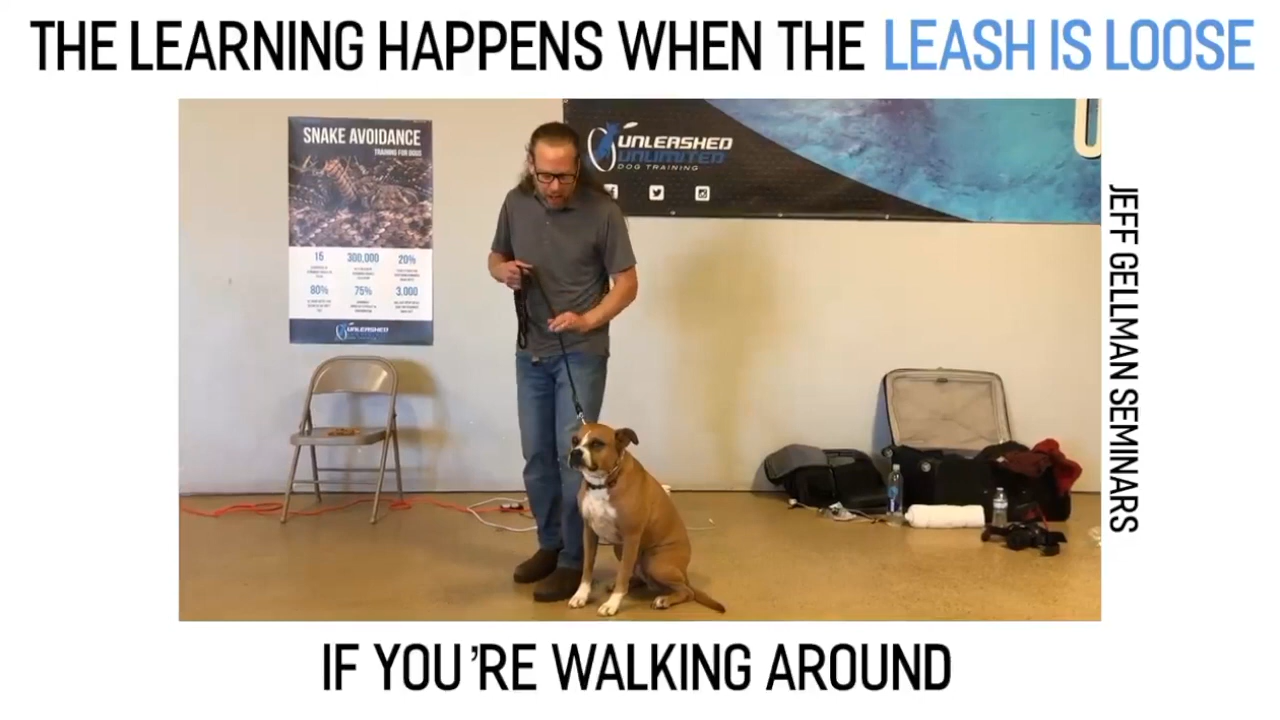 THE LEARNING HAPPENS WHEN THE LEASH IS LOOSE
SNAKE AVOIDANCE
TRAINING FOR DOGS
15 300,000 20%
80% 75% 3,000
UNLEASHED
UNLEASHED
UNLIMITED
DOG TRAINING
JEFF GELLMAN SEMINARS
IF YOU'RE WALKING AROUND